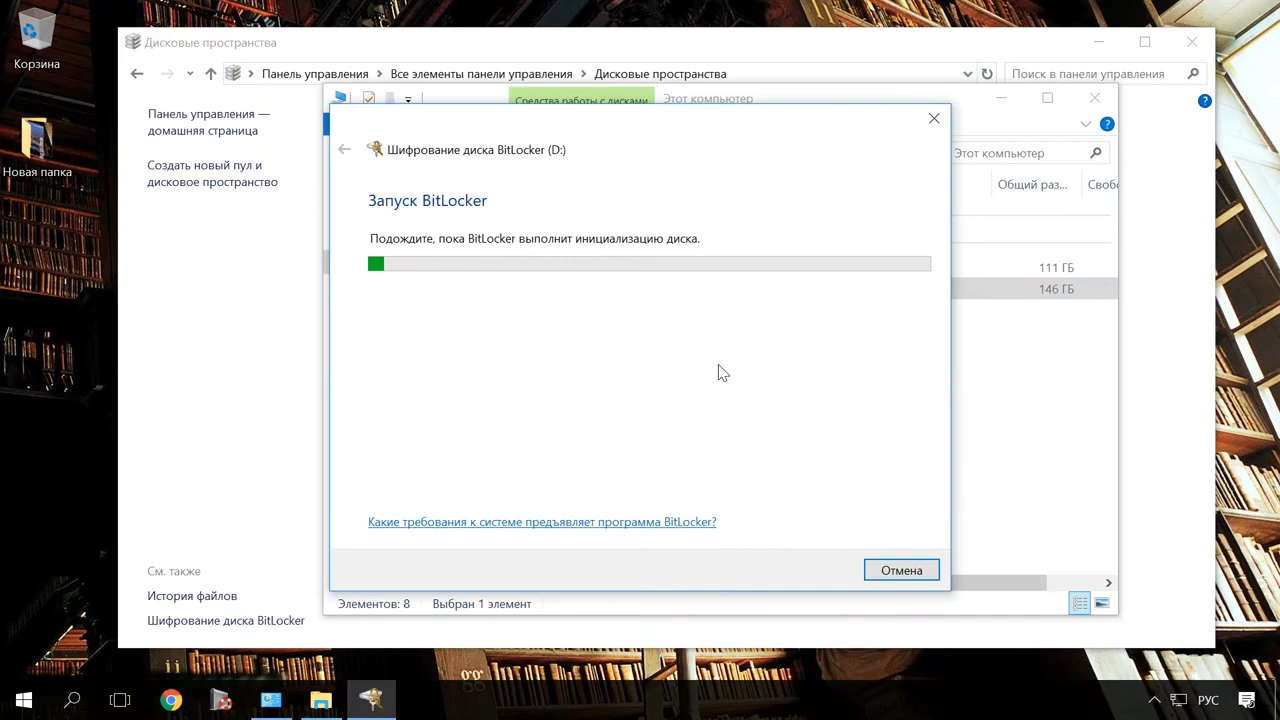 Корзина
Новая папка
Дисковые пространства
Панель управления
Все элементы панели управления
Дисковые пространства
Поиск в панели управления
Панель управления —
домашняя страница
Создать новый пул и
дисковое пространство
См. также
История файлов
Шифрование диска BitLocker
Средства работы с дисками
Этот компьютер
Этот компьютер
Общий раз...
Своб
111 ГБ
146 ГБ
Шифрование диска BitLocker (D:)
Запуск BitLocker
Подождите, пока BitLocker выполнит инициализацию диска.
Какие требования к системе предъявляет программа BitLocker?
Отмена
Элементов: 8
Выбран 1 элемент
РУС